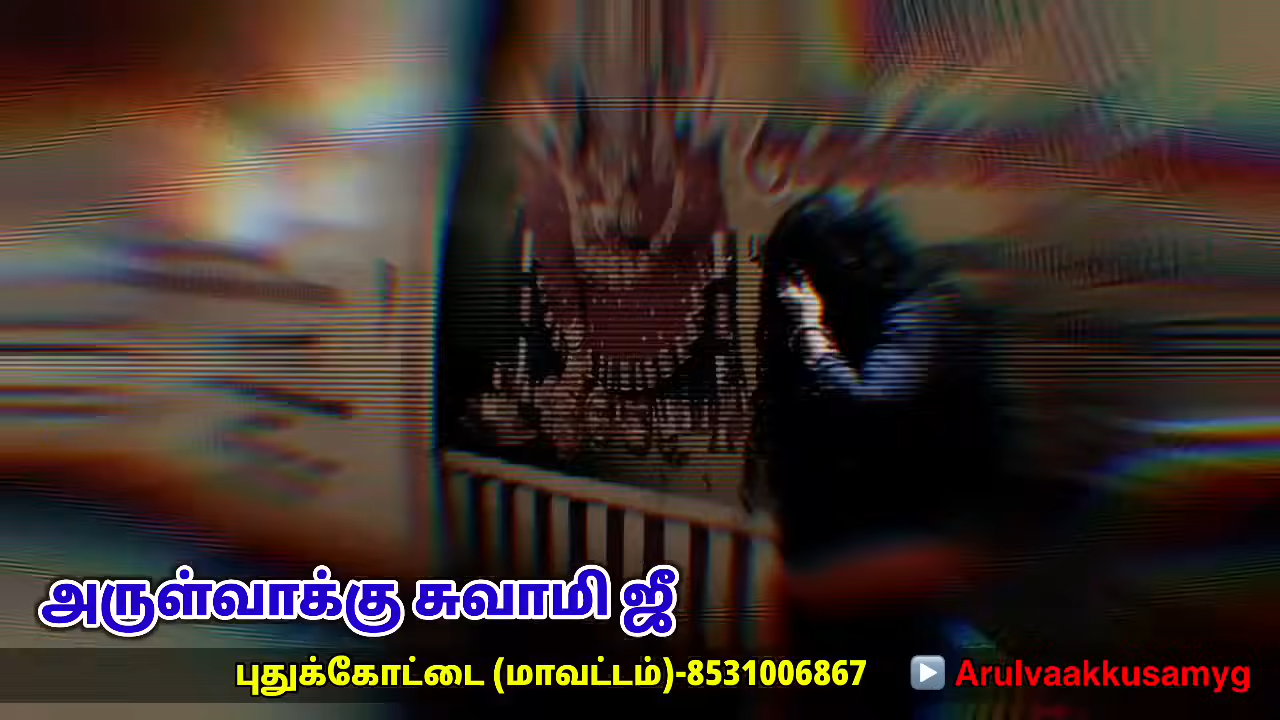 அருள்வாக்கு சுவாமி ஜீ
புதுக்கோட்டை (மாவட்டம்)-8531006867
Arulvaakkusamyg